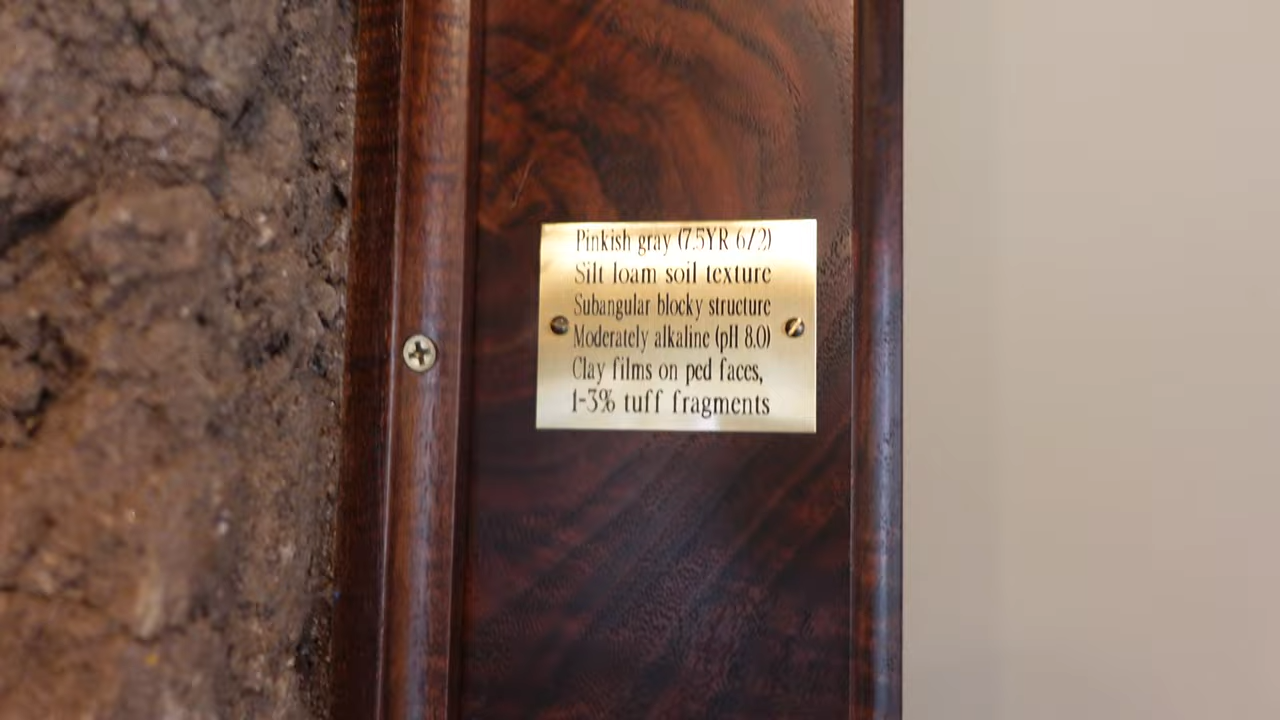 Pinkish gray (7.5YR 6/2)
Silt loam soil texture
Subangular blocky structure
Moderately alkaline (pH 8.0)
Clay films on ped faces,
1-3% tuff fragments